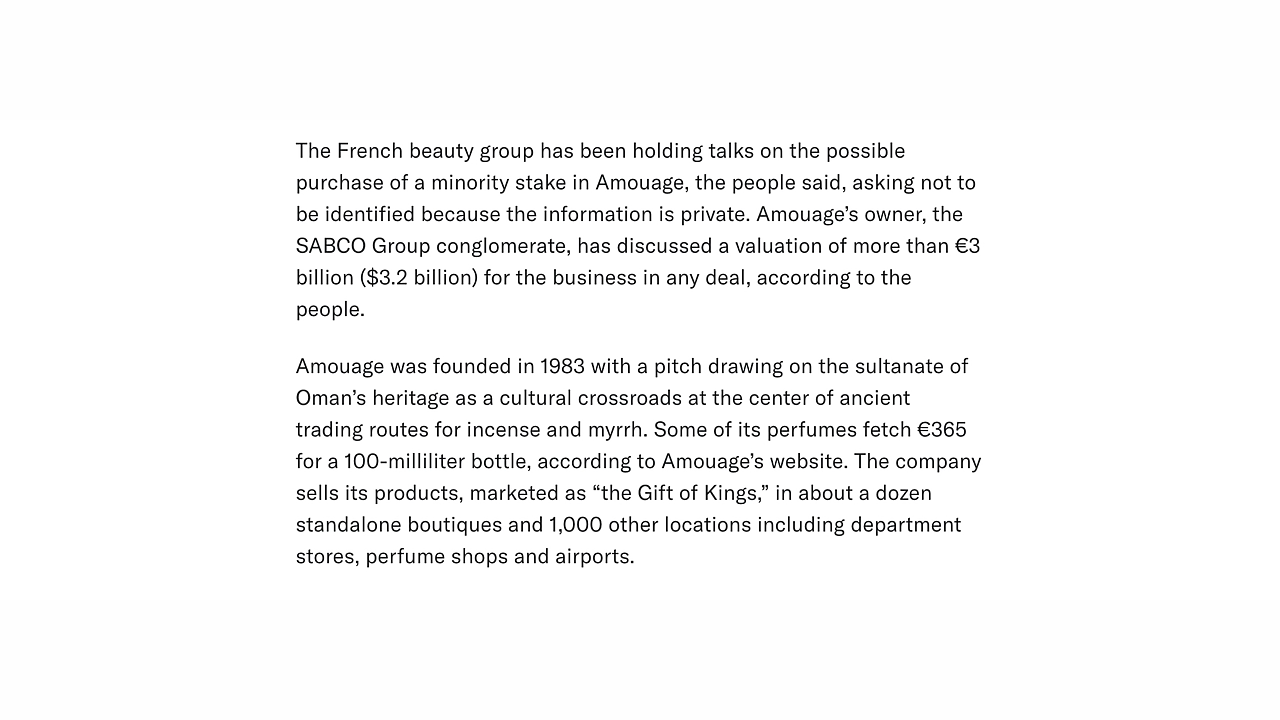 The French beauty group has been holding talks on the possible
purchase of a minority stake in Amouage, the people said, asking not to
be identified because the information is private. Amouage’s owner, the
SABCO Group conglomerate, has discussed a valuation of more than €3
billion ($3.2 billion) for the business in any deal, according to the
people.
Amouage was founded in 1983 with a pitch drawing on the sultanate of
Oman’s heritage as a cultural crossroads at the center of ancient
trading routes for incense and myrrh. Some of its perfumes fetch €365
for a 100-milliliter bottle, according to Amouage’s website. The company
sells its products, marketed as “the Gift of Kings,” in about a dozen
standalone boutiques and 1,000 other locations including department
stores, perfume shops and airports.